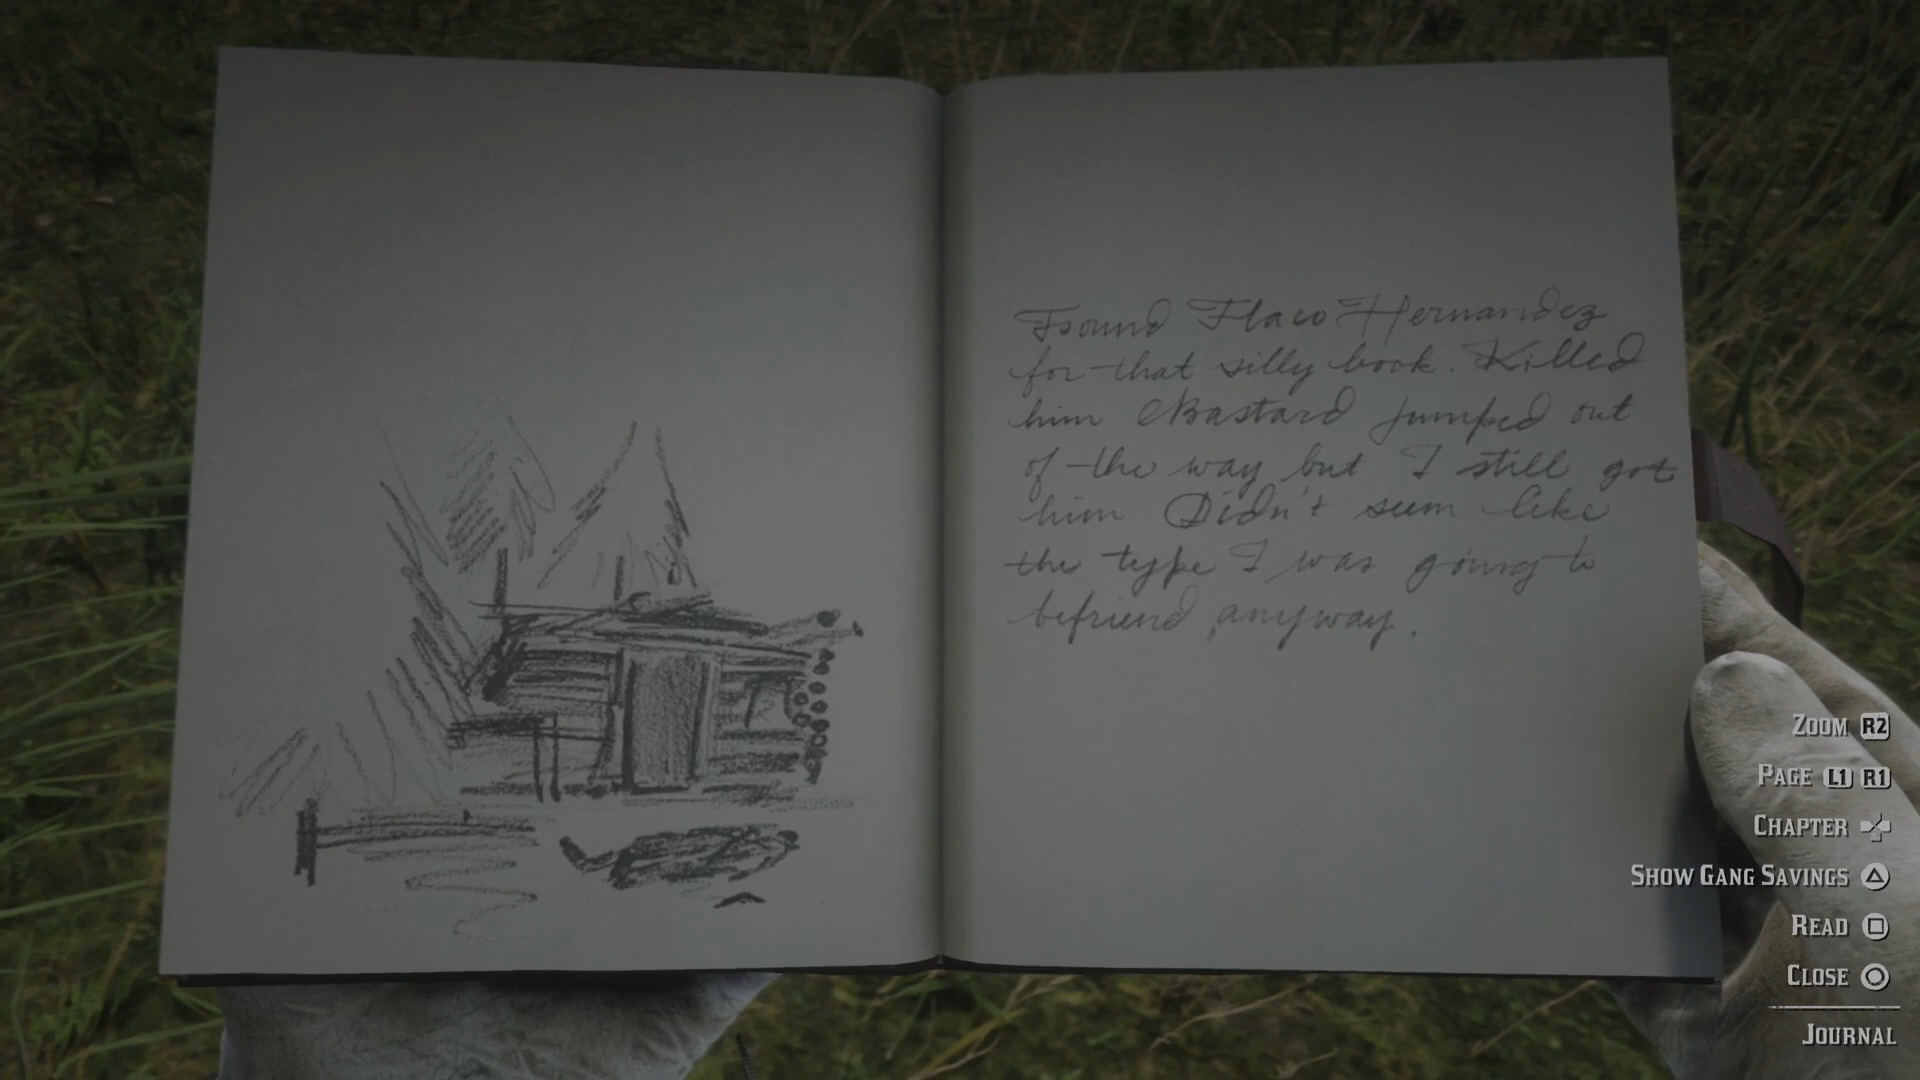 Found Flaco Hernandez
for that silly book. Killed
him Bastard jumped out
of the way but I still got
him Didn't seem like
the type I was going to
befriend anyway.
ZOOM R2
PAGE L1 R1
CHAPTER
SHOW GANG SAVINGS
READ
CLOSE
JOURNAL